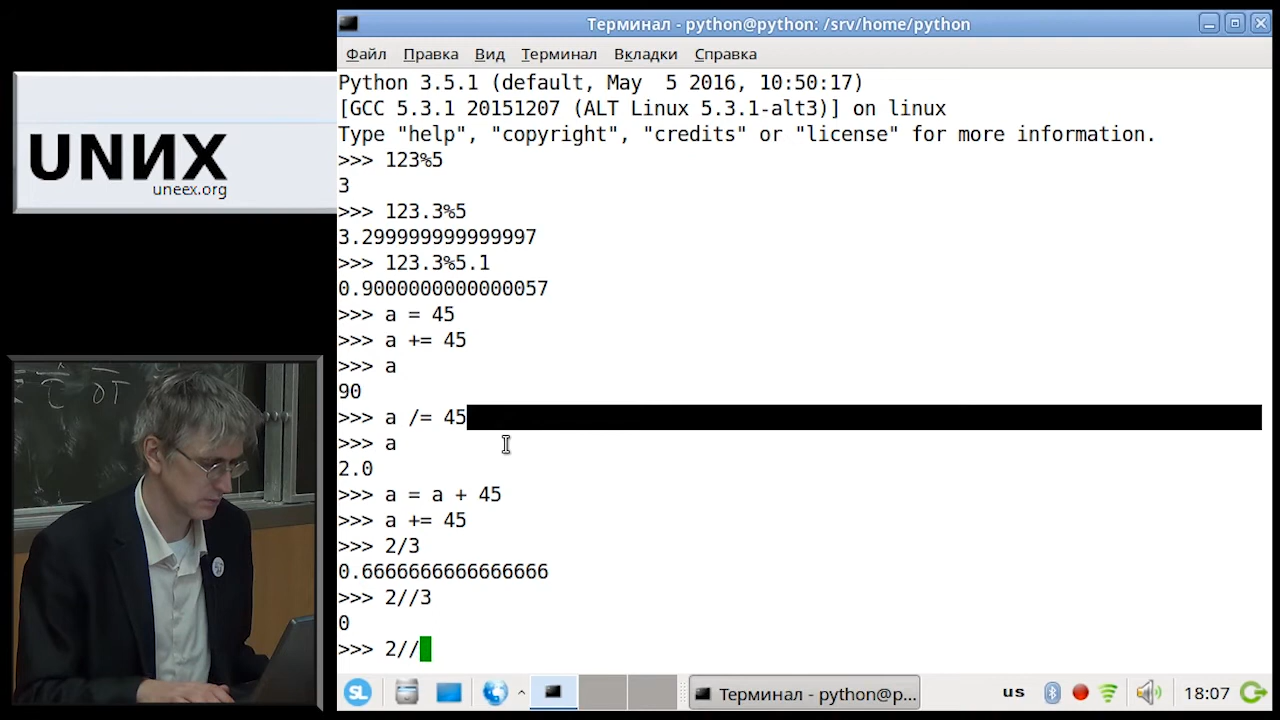 Терминал - python@python: /srv/home/python
Файл Правка Вид Терминал Вкладки Справка
UNИX
uneex.org
Python 3.5.1 (default, May  5 2016, 10:50:17)
[GCC 5.3.1 20151207 (ALT Linux 5.3.1-alt3)] on linux
Type "help", "copyright", "credits" or "license" for more information.
>>> 123%5
3
>>> 123.3%5
3.299999999999997
>>> 123.3%5.1
0.9000000000000057
>>> a = 45
>>> a += 45
>>> a
90
>>> a /= 45
>>> a
2.0
>>> a = a + 45
>>> a += 45
>>> 2/3
0.6666666666666666
>>> 2//3
0
>>> 2//
SL
Терминал - python@p...
us
18:07